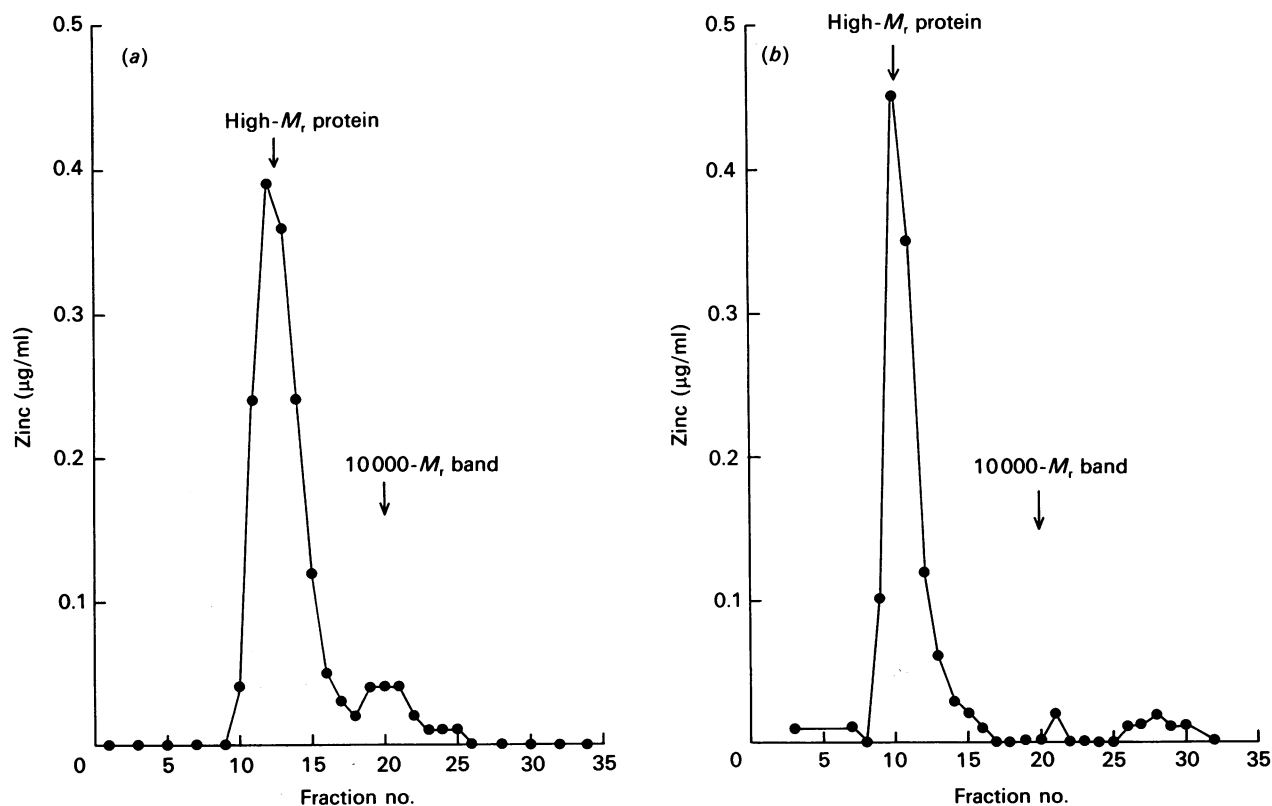 (a)
0.5
0.4
0.3
0.2
0.1
0
Zinc (µg/ml)
High-Mr protein
10000-Mr band
5 10 15 20 25 30 35
Fraction no.
(b)
0.5
0.4
0.3
0.2
0.1
0
Zinc (µg/ml)
High-Mr protein
10000-Mr band
5 10 15 20 25 30 35
Fraction no.